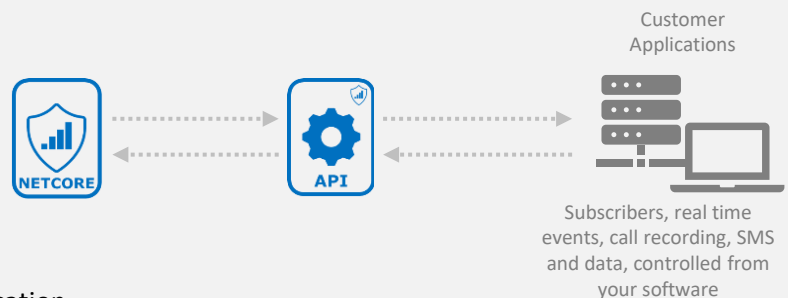 Customer
Applications
NETCORE
API
Subscribers, real time
events, call recording, SMS
and data, controlled from
your software